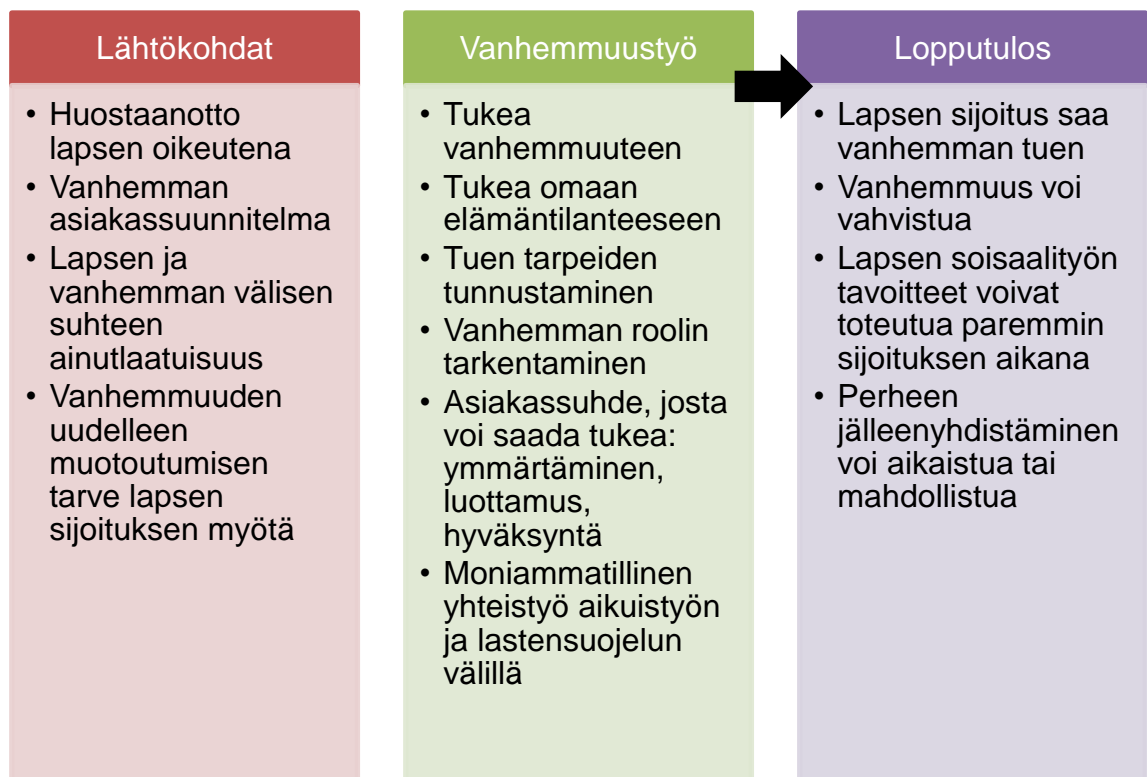 Lähtökohdat
• Huostaanotto
lapsen oikeutena
• Vanhemman
asiakassuunnitelma
• Lapsen ja
vanhemman välisen
suhteen
ainutlaatuisuus
• Vanhemmuuden
uudelleen
muotoutumisen
tarve lapsen
sijoituksen myötä
Vanhemmuustyö
• Tukea
vanhemmuuteen
• Tukea omaan
elämäntilanteeseen
• Tuen tarpeiden
tunnustaminen
• Vanhemman roolin
tarkentaminen
• Asiakassuhde, josta
voi saada tukea:
ymmärtäminen,
luottamus,
hyväksyntä
• Moniammatillinen
yhteistyö aikuistyön
ja lastensuojelun
välillä
Lopputulos
• Lapsen sijoitus saa
vanhemman tuen
• Vanhemmuus voi
vahvistua
• Lapsen soisaalityön
tavoitteet voivat
toteutua paremmin
sijoituksen aikana
• Perheen
jälleenyhdistäminen
voi aikaistua tai
mahdollistua